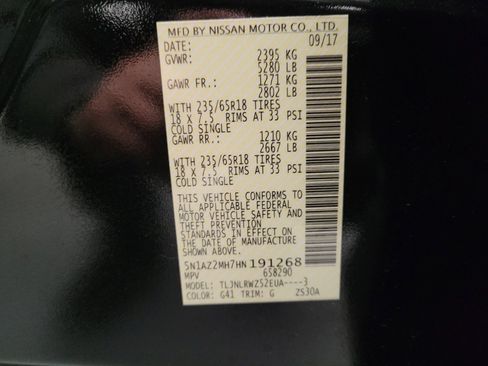 MFD BY NISSAN MOTOR CO., LTD.
DATE: 09/17
GVWR: 2395 KG
5280 LB
GAWR FR.: 1271 KG
2802 LB
WITH 235/65R18 TIRES
18 X 7.5 RIMS AT 33 PSI
COLD SINGLE
GAWR RR.: 1210 KG
2667 LB
WITH 235/65R18 TIRES
18 X 7.5 RIMS AT 33 PSI
COLD SINGLE
THIS VEHICLE CONFORMS TO
ALL APPLICABLE FEDERAL
MOTOR VEHICLE SAFETY AND
THEFT PREVENTION
STANDARDS IN EFFECT ON
THE DATE OF MANUFACTURE
SHOWN ABOVE.
5N1AZ2MH7HN191268
MPV 658290
MODEL: TLJNLRWZ52EUA----3
COLOR: G41 TRIM: G ZS30A